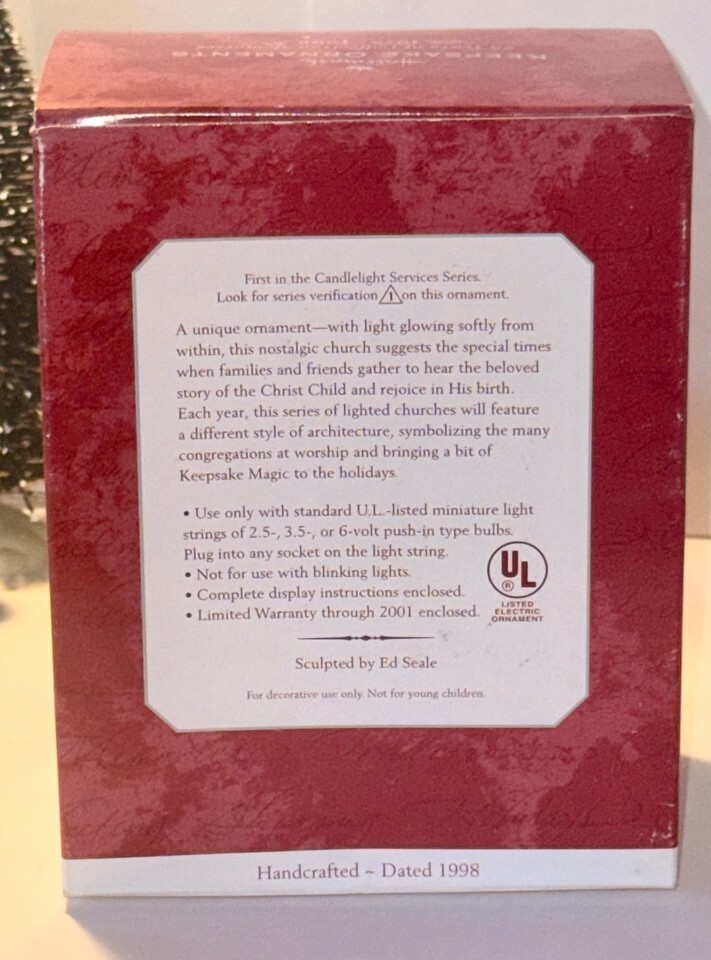 Hallmark
KEEPSAKE ORNAMENTS
First in the Candlelight Services Series.
Look for series verification 1 on this ornament.
A unique ornament—with light glowing softly from
within, this nostalgic church suggests the special times
when families and friends gather to hear the beloved
story of the Christ Child and rejoice in His birth.
Each year, this series of lighted churches will feature
a different style of architecture, symbolizing the many
congregations at worship and bringing a bit of
Keepsake Magic to the holidays.
• Use only with standard U.L.-listed miniature light
strings of 2.5-, 3.5-, or 6-volt push-in type bulbs.
Plug into any socket on the light string.
• Not for use with blinking lights.
• Complete display instructions enclosed.
• Limited Warranty through 2001 enclosed.
UL ®
LISTED
ELECTRIC
ORNAMENT
Sculpted by Ed Seale
For decorative use only. Not for young children.
Handcrafted ~ Dated 1998